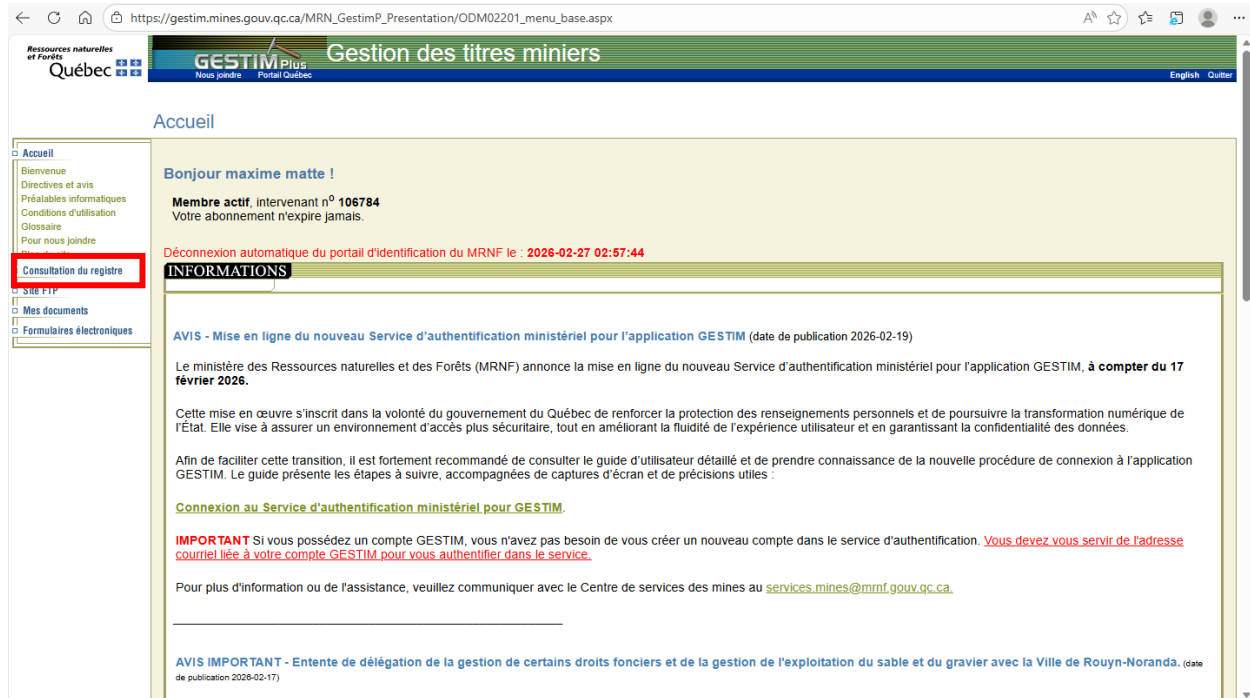 https://gestim.mines.gouv.qc.ca/MRN_GestimP_Presentation/ODM02201_menu_base.aspx
Ressources naturelles
et Forêts
Québec
GESTIM Plus
Gestion des titres miniers
Nous joindre Portail Québec
English Quitter
Accueil
Accueil
Bienvenue
Directives et avis
Préalables informatiques
Conditions d'utilisation
Glossaire
Pour nous joindre
Consultation du registre
Site FTP
Mes documents
Formulaires électroniques
Bonjour maxime matte !
Membre actif, intervenant nº 106784
Votre abonnement n'expire jamais.
Déconnexion automatique du portail d'identification du MRNF le : 2026-02-27 02:57:44
INFORMATIONS
AVIS - Mise en ligne du nouveau Service d'authentification ministériel pour l'application GESTIM (date de publication 2026-02-19)
Le ministère des Ressources naturelles et des Forêts (MRNF) annonce la mise en ligne du nouveau Service d'authentification ministériel pour l'application GESTIM, à compter du 17
février 2026.
Cette mise en œuvre s'inscrit dans la volonté du gouvernement du Québec de renforcer la protection des renseignements personnels et de poursuivre la transformation numérique de
l'État. Elle vise à assurer un environnement d'accès plus sécuritaire, tout en améliorant la fluidité de l'expérience utilisateur et en garantissant la confidentialité des données.
Afin de faciliter cette transition, il est fortement recommandé de consulter le guide d'utilisateur détaillé et de prendre connaissance de la nouvelle procédure de connexion à l'application
GESTIM. Le guide présente les étapes à suivre, accompagnées de captures d'écran et de précisions utiles :
Connexion au Service d'authentification ministériel pour GESTIM.
IMPORTANT Si vous possédez un compte GESTIM, vous n'avez pas besoin de vous créer un nouveau compte dans le service d'authentification. Vous devez vous servir de l'adresse
courriel liée à votre compte GESTIM pour vous authentifier dans le service.
Pour plus d'information ou de l'assistance, veuillez communiquer avec le Centre de services des mines au services.mines@mrnf.gouv.qc.ca.
AVIS IMPORTANT - Entente de délégation de la gestion de certains droits fonciers et de la gestion de l'exploitation du sable et du gravier avec la Ville de Rouyn-Noranda. (date
de publication 2026-02-17)